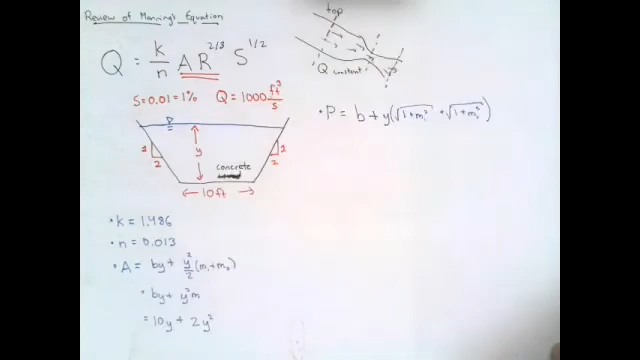 Review of Manning's Equation
Q = k/n AR^2/3 S^1/2
S=0.01=1% Q=1000 ft³/s
y
1
2
1
2
concrete
10ft
• k = 1.486
• n = 0.013
• A = by + y²/2 (m₁+m₂)
= by + y²m
= 10y + 2y²
top
Q constant
• P = b + y(√1+m₁² + √1+m₂²)